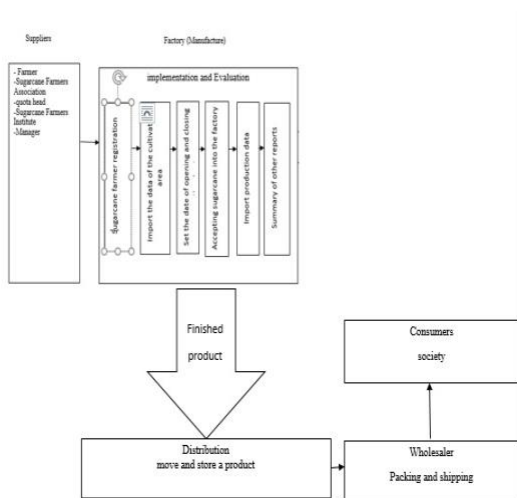 Suppliers
Factory (Manufacture)
- Farmer
-Sugarcane Farmers
Association
-quota head
-Sugarcane Farmers
Institute
-Manager
implementation and Evaluation
Sugarcane farmer registration
Import the data of the cultivat
area
Set the date of opening and closing
Accepting sugarcane into the factory
Import production data
Summary of other reports
Finished
product
Consumers
society
Distribution
move and store a product
Wholesaler
Packing and shipping